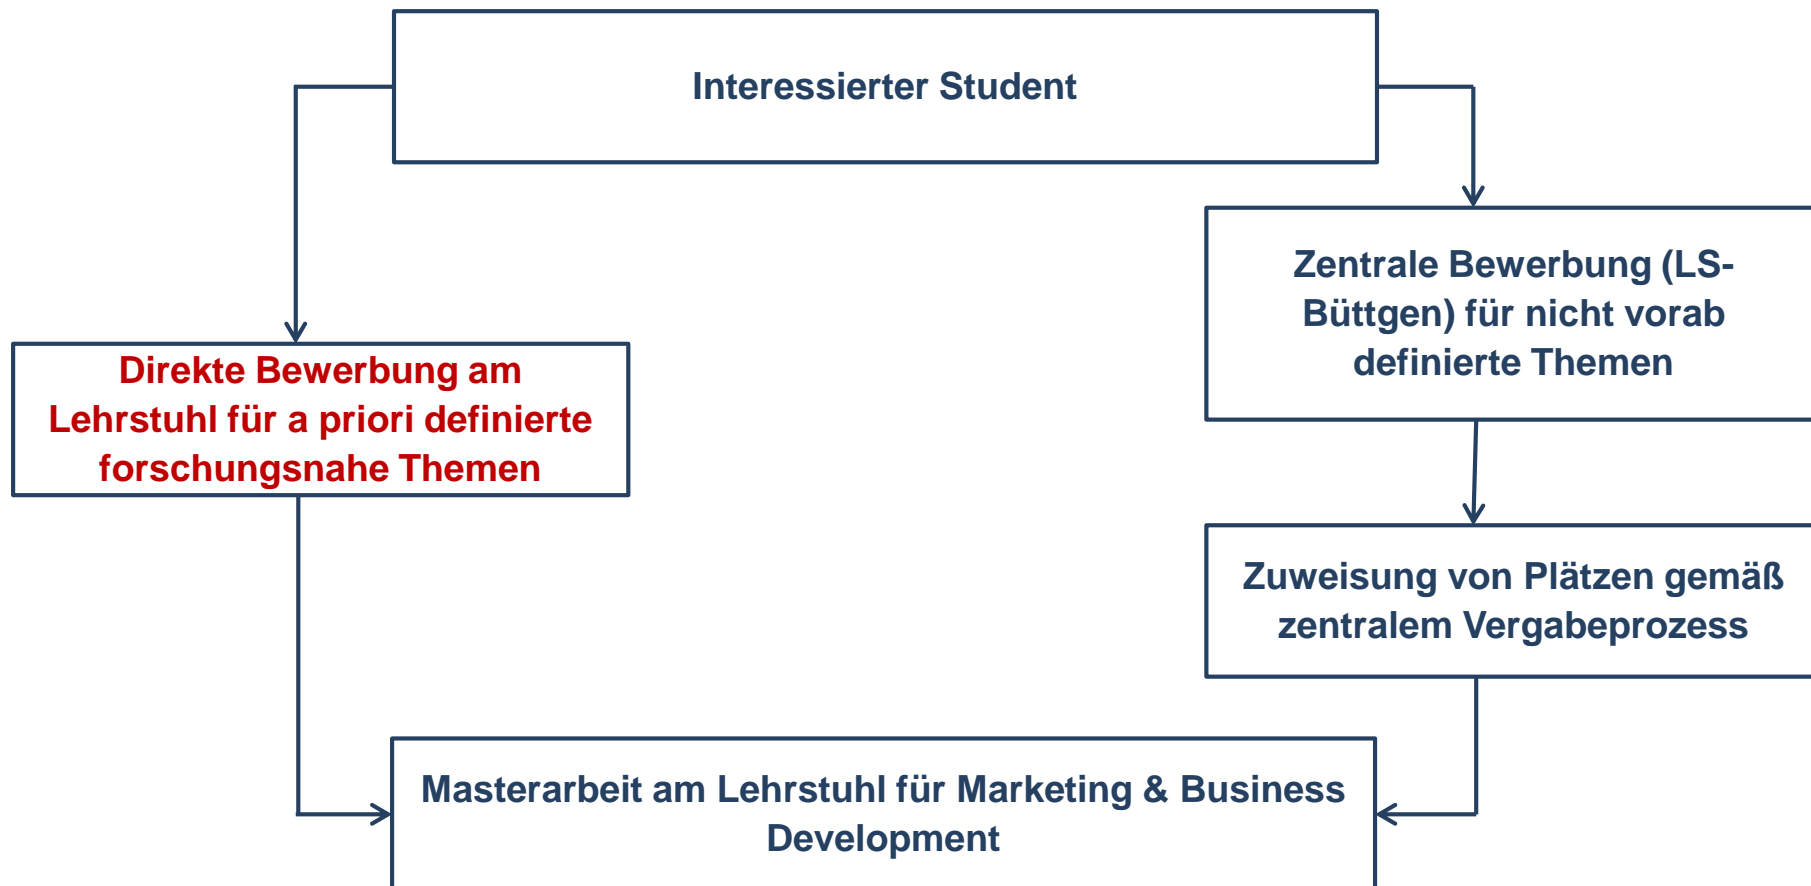 Interessierter Student
Zentrale Bewerbung (LS-
Büttgen) für nicht vorab
definierte Themen
Direkte Bewerbung am
Lehrstuhl für a priori definierte
forschungsnahe Themen
Zuweisung von Plätzen gemäß
zentralem Vergabeprozess
Masterarbeit am Lehrstuhl für Marketing & Business
Development